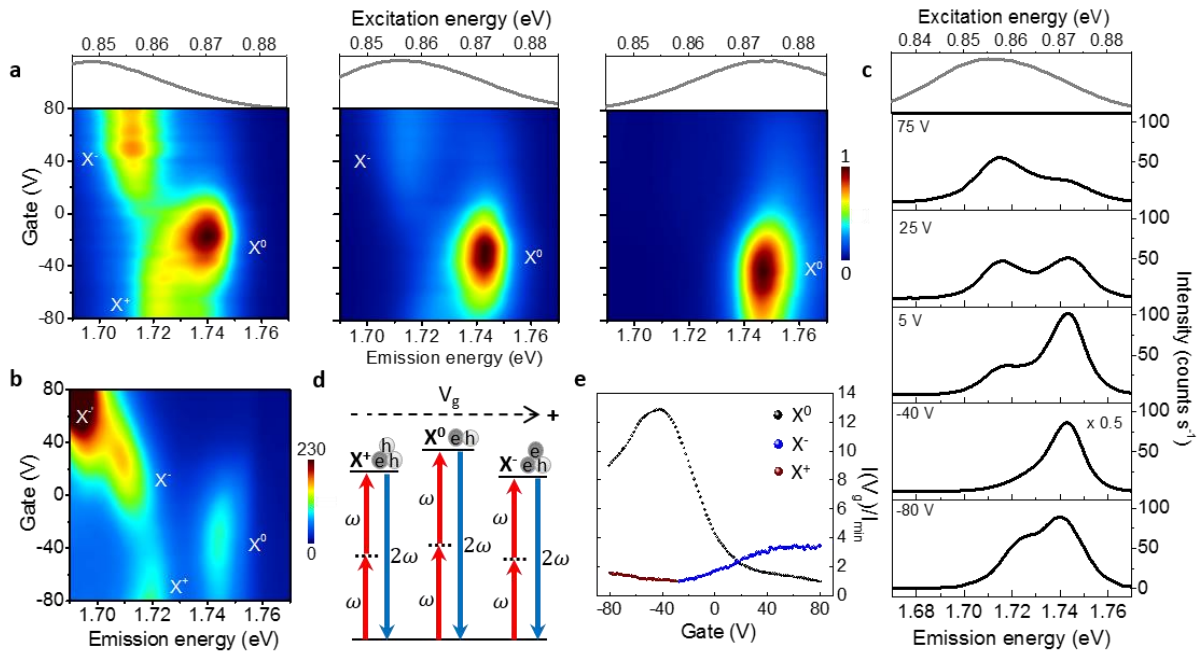 Excitation energy (eV)
Excitation energy (eV)
0.85 0.86 0.87 0.88
0.85 0.86 0.87 0.88
0.85 0.86 0.87 0.88
0.84 0.85 0.86 0.87 0.88
a
c
Gate (V)
80
40
0
-40
-80
X⁻
X⁰
X⁺
X⁻
X⁰
X⁰
1
0
1.70 1.72 1.74 1.76
1.70 1.72 1.74 1.76
1.70 1.72 1.74 1.76
Emission energy (eV)
75 V
100
50
25 V
100
50
5 V
100
50
-40 V
x 0.5
100
50
-80 V
100
50
0
Intensity (counts s⁻¹)
1.68 1.70 1.72 1.74 1.76
Emission energy (eV)
b
Gate (V)
80
40
0
-40
-80
X⁻'
X⁻
X⁰
X⁺
230
0
1.70 1.72 1.74 1.76
Emission energy (eV)
d
Vg
+
X⁺
h
e h
X⁰
e h
X⁻
e
e h
ω
ω
2ω
ω
ω
2ω
ω
ω
2ω
e
X⁰
X⁻
X⁺
14
12
10
8
6
4
2
0
I(Vg)/Imin
-80 -40 0 40 80
Gate (V)